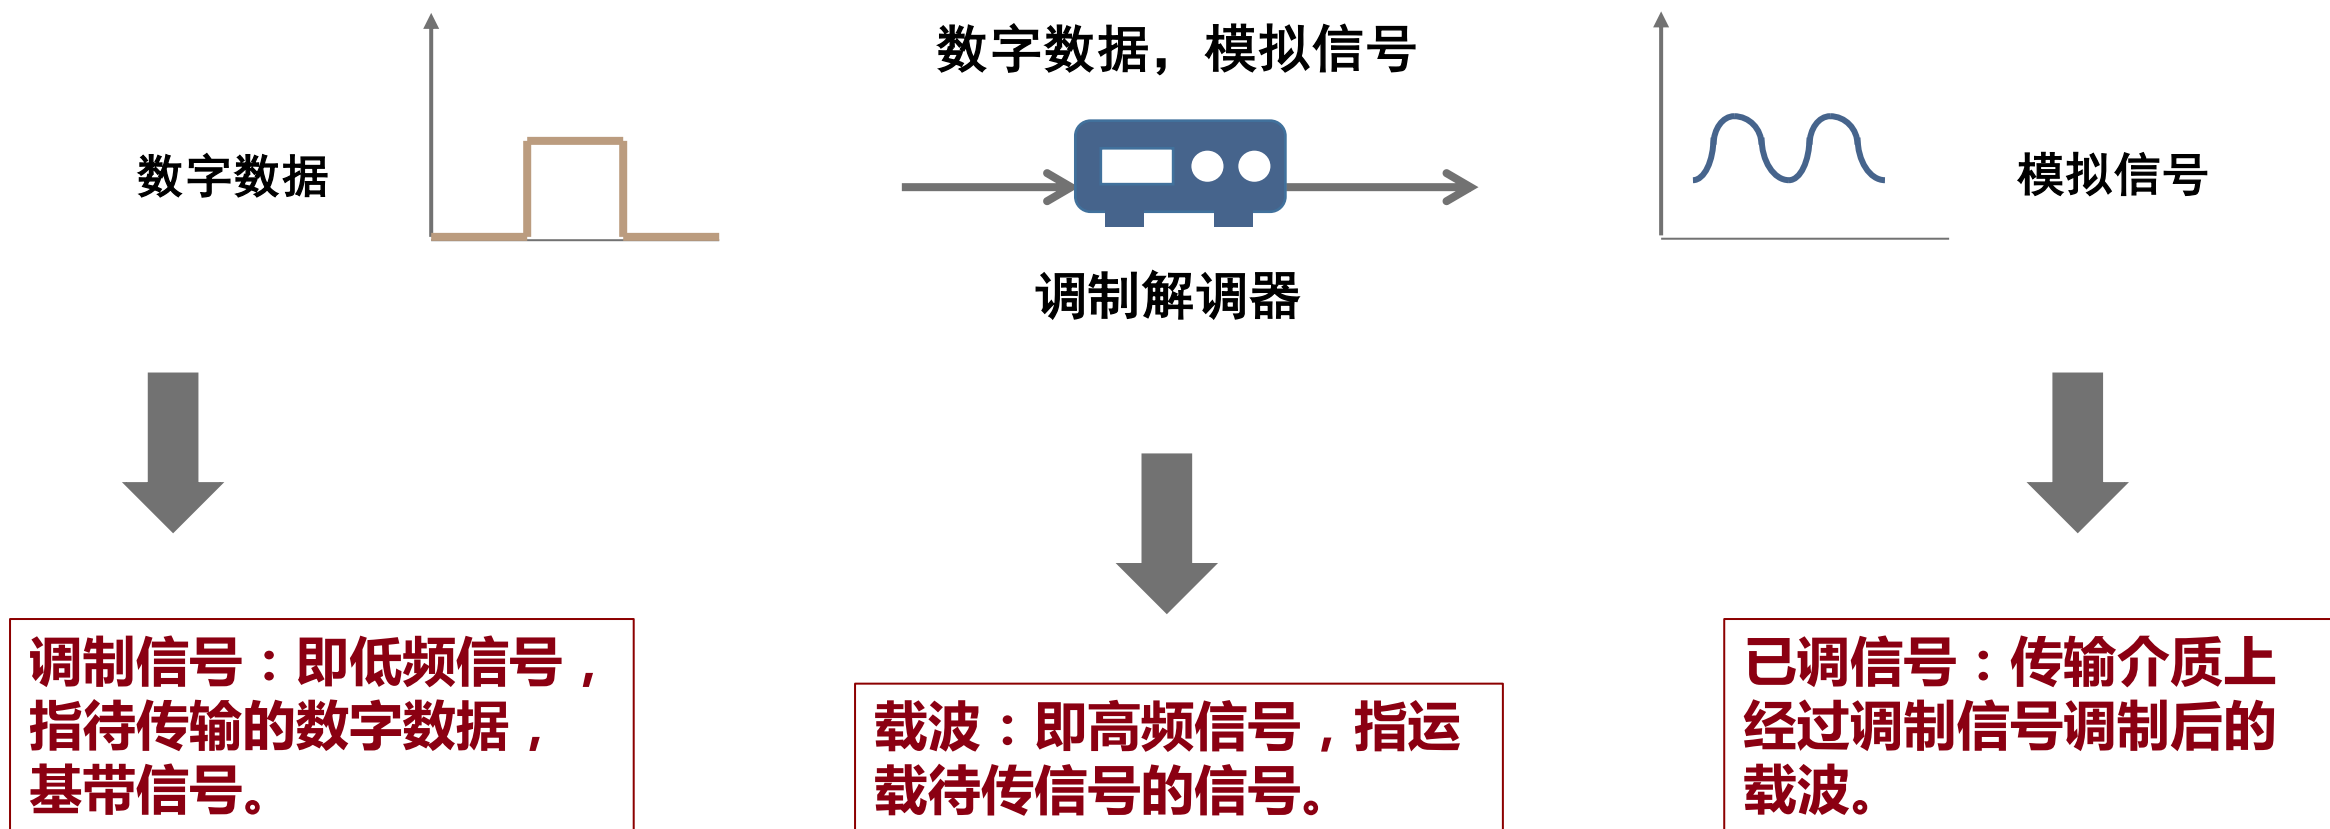 数字数据，模拟信号
数字数据
模拟信号
调制解调器
调制信号：即低频信号，
指待传输的数字数据，
基带信号。
载波：即高频信号，指运
载待传信号的信号。
已调信号：传输介质上
经过调制信号调制后的
载波。